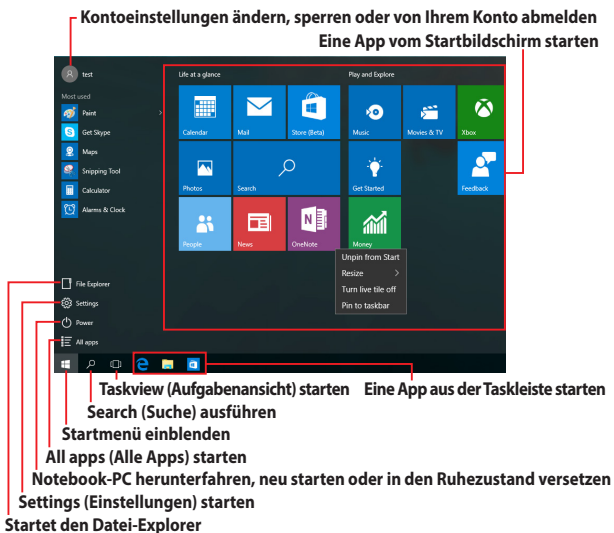 Kontoeinstellungen ändern, sperren oder von Ihrem Konto abmelden
Eine App vom Startbildschirm starten
test
Most used
Paint
Get Skype
Maps
Snipping Tool
Calculator
Alarms & Clock
File Explorer
Settings
Power
All apps
Life at a glance
Calendar
Mail
Store (Beta)
Photos
Search
People
News
OneNote
Play and Explore
Music
Movies & TV
Xbox
Get Started
Feedback
Money
Unpin from Start
Resize
Turn live tile off
Pin to taskbar
Taskview (Aufgabenansicht) starten
Eine App aus der Taskleiste starten
Search (Suche) ausführen
Startmenü einblenden
All apps (Alle Apps) starten
Notebook-PC herunterfahren, neu starten oder in den Ruhezustand versetzen
Settings (Einstellungen) starten
Startet den Datei-Explorer